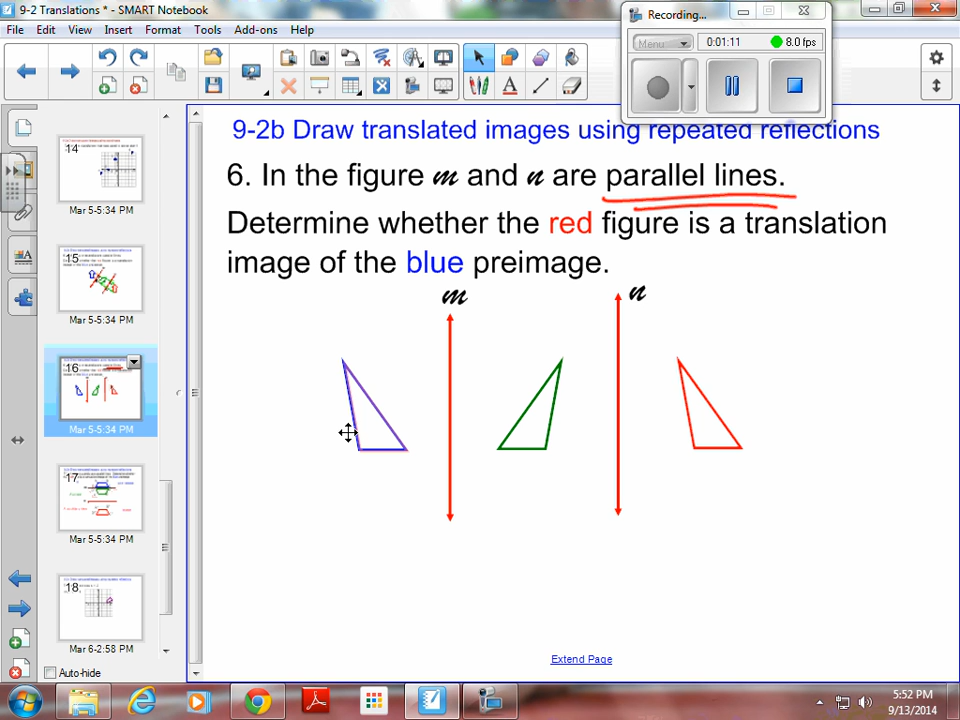 9-2 Translations * - SMART Notebook
Recording...
File Edit View Insert Format Tools Add-ons Help
Menu 0:01:11 8.0 fps
9-2b Draw translated images using repeated reflections
6. In the figure m and n are parallel lines.
Determine whether the red figure is a translation
image of the blue preimage.
m n
14
Mar 5-5:34 PM
15
Mar 5-5:34 PM
16
Mar 5-5:34 PM
17
Mar 5-5:34 PM
18
Mar 6-2:58 PM
Extend Page
Auto-hide
5:52 PM
9/13/2014